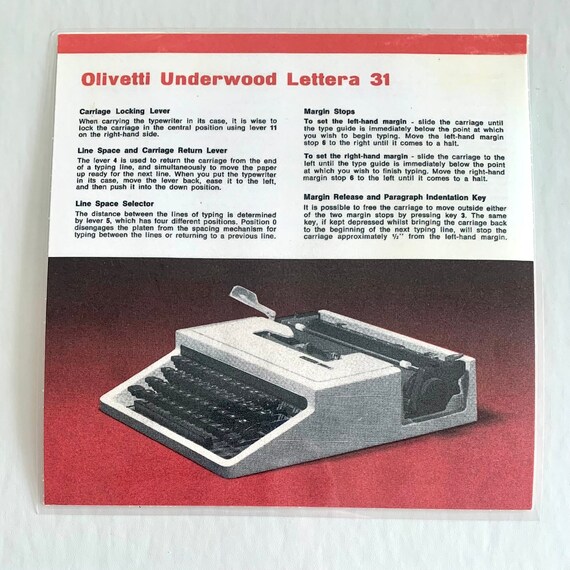 Olivetti Underwood Lettera 31
Carriage Locking Lever
When carrying the typewriter in its case, it is wise to
lock the carriage in the central position using lever 11
on the right-hand side.
Line Space and Carriage Return Lever
The lever 4 is used to return the carriage from the end
of a typing line, and simultaneously to move the paper
up ready for the next line. When you put the typewriter
in its case, move the lever back, ease it to the left,
and then push it into the down position.
Line Space Selector
The distance between the lines of typing is determined
by lever 5, which has four different positions. Position 0
disengages the platen from the spacing mechanism for
typing between the lines or returning to a previous line.
Margin Stops
To set the left-hand margin - slide the carriage until
the type guide is immediately below the point at which
you wish to begin typing. Move the left-hand margin
stop 6 to the right until it comes to a halt.
To set the right-hand margin - slide the carriage to the
left until the type guide is immediately below the point
at which you wish to finish typing. Move the right-hand
margin stop 6 to the left until it comes to a halt.
Margin Release and Paragraph Indentation Key
It is possible to free the carriage to move outside either
of the two margin stops by pressing key 3. The same
key, if kept depressed whilst bringing the carriage back
to the beginning of the next typing line, will stop the
carriage approximately ½" from the left-hand margin.